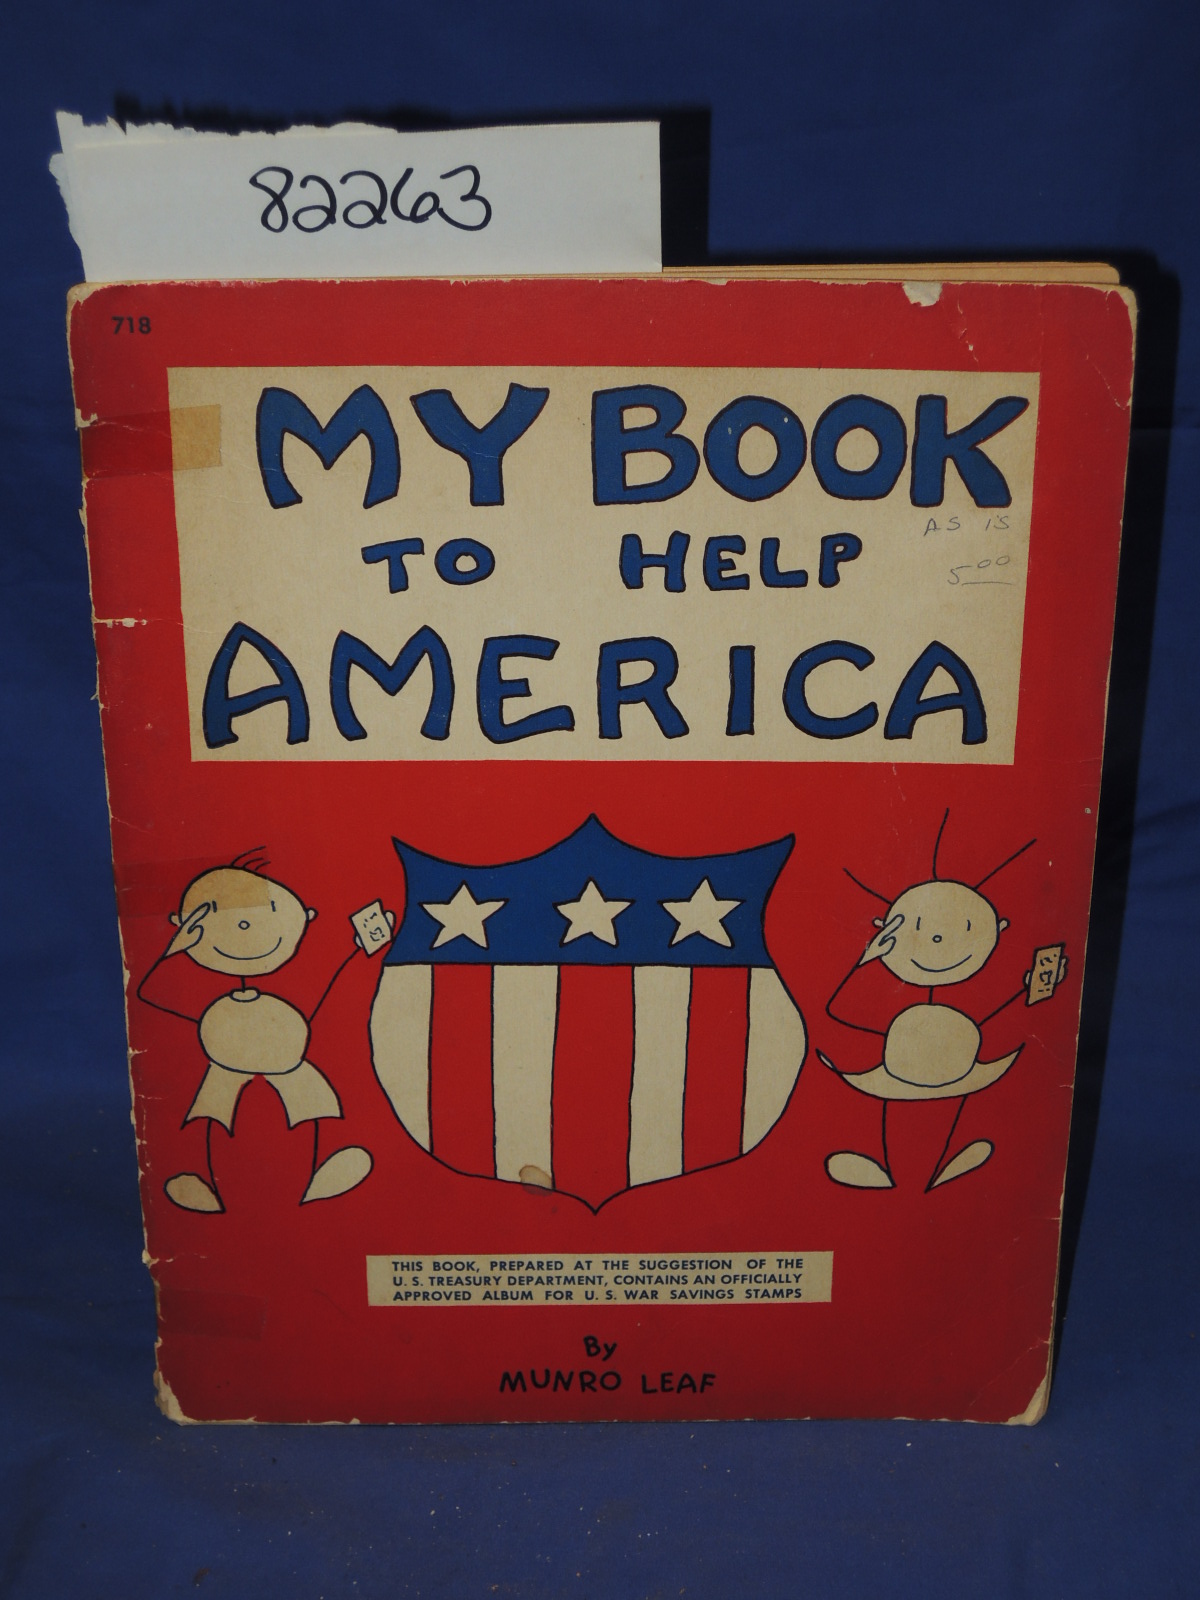 82263
718
MY BOOK
TO HELP
AS IS
5.00
AMERICA
THIS BOOK, PREPARED AT THE SUGGESTION OF THE
U. S. TREASURY DEPARTMENT, CONTAINS AN OFFICIALLY
APPROVED ALBUM FOR U. S. WAR SAVINGS STAMPS
By
MUNRO LEAF